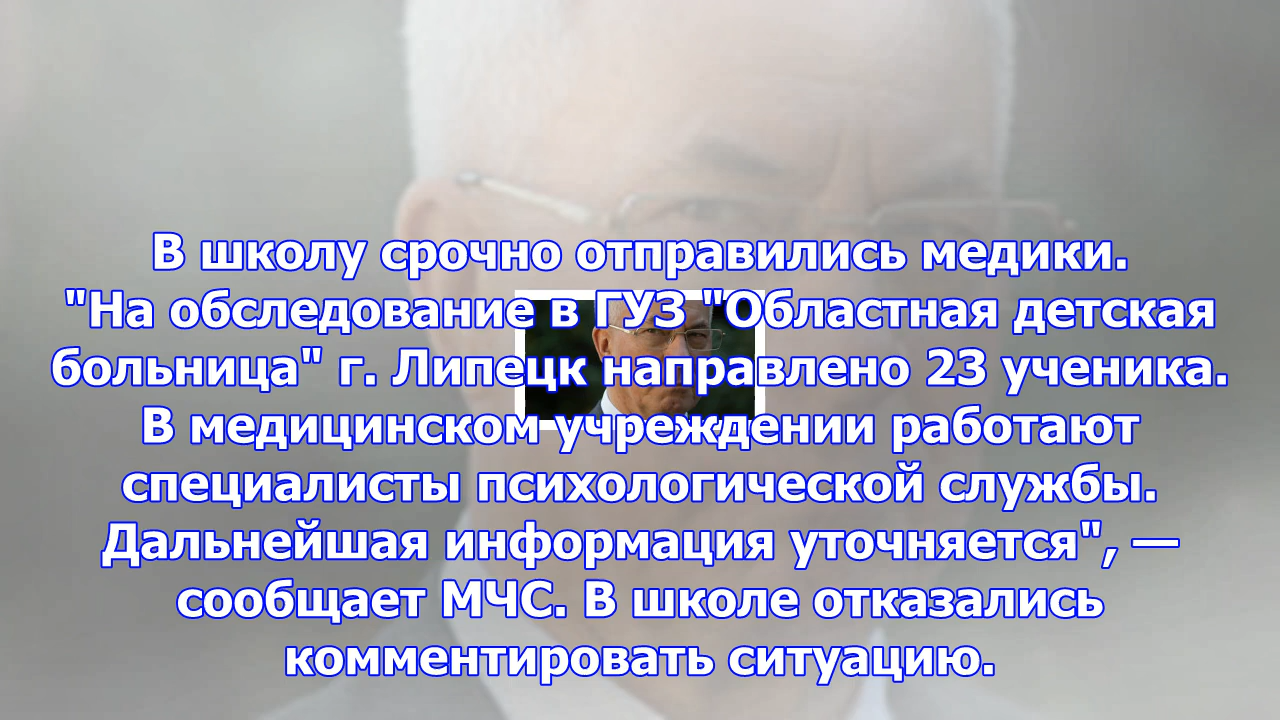 В школу срочно отправились медики.
"На обследование в ГУЗ "Областная детская
больница" г. Липецк направлено 23 ученика.
В медицинском учреждении работают
специалисты психологической службы.
Дальнейшая информация уточняется", —
сообщает МЧС. В школе отказались
комментировать ситуацию.